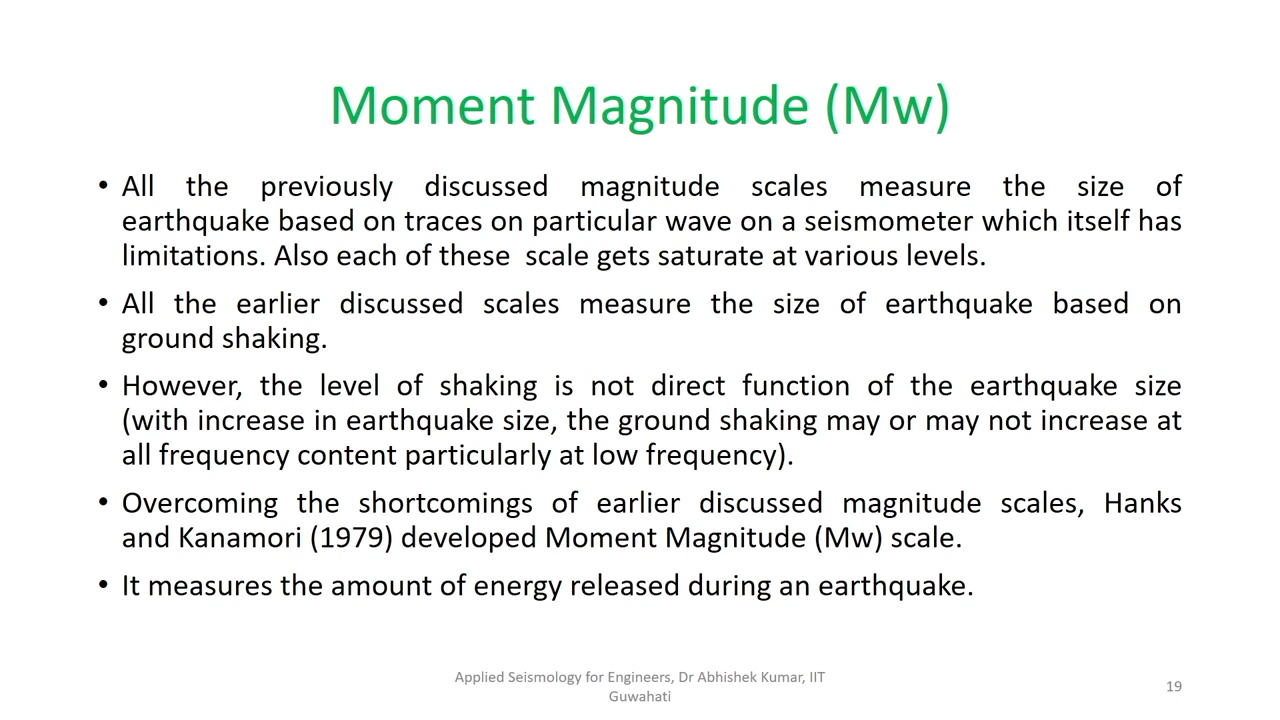 Moment Magnitude (Mw)
• All the previously discussed magnitude scales measure the size of
earthquake based on traces on particular wave on a seismometer which itself has
limitations. Also each of these  scale gets saturate at various levels.
• All the earlier discussed scales measure the size of earthquake based on
ground shaking.
• However, the level of shaking is not direct function of the earthquake size
(with increase in earthquake size, the ground shaking may or may not increase at
all frequency content particularly at low frequency).
• Overcoming the shortcomings of earlier discussed magnitude scales, Hanks
and Kanamori (1979) developed Moment Magnitude (Mw) scale.
• It measures the amount of energy released during an earthquake.
Applied Seismology for Engineers, Dr Abhishek Kumar, IIT
Guwahati
19